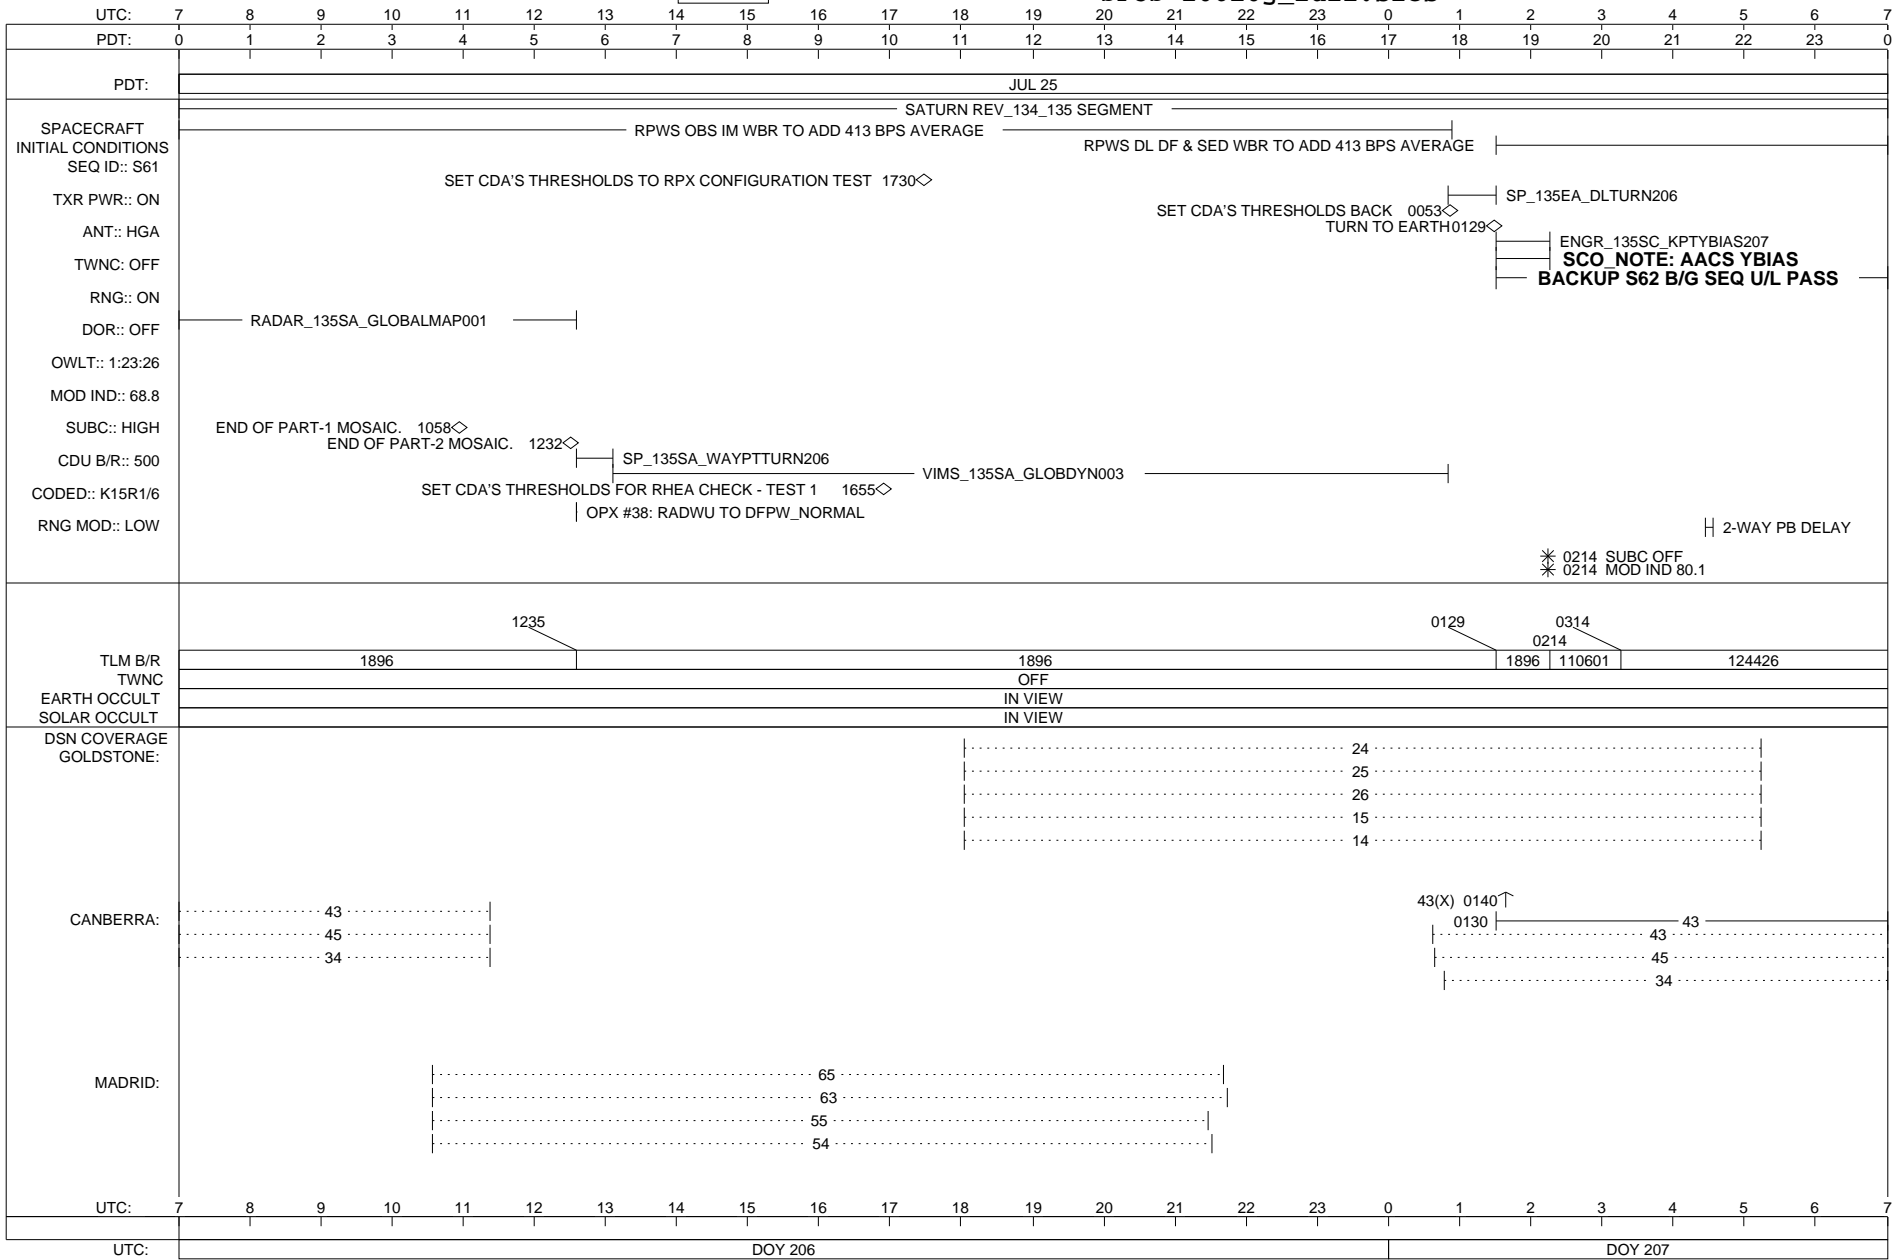 UTC: 7 8 9 10 11 12 13 14 15 16 17 18 19 20 21 22 23 0 1 2 3 4 5 6 7
PDT: 0 1 2 3 4 5 6 7 8 9 10 11 12 13 14 15 16 17 18 19 20 21 22 23 0
PDT: JUL 25
SATURN REV_134_135 SEGMENT
SPACECRAFT
INITIAL CONDITIONS
RPWS OBS IM WBR TO ADD 413 BPS AVERAGE
RPWS DL DF & SED WBR TO ADD 413 BPS AVERAGE
SEQ ID:: S61
SET CDA'S THRESHOLDS TO RPX CONFIGURATION TEST 1730
TXR PWR:: ON
SP_135EA_DLTURN206
SET CDA'S THRESHOLDS BACK 0053
TURN TO EARTH0129
ANT:: HGA
ENGR_135SC_KPTYBIAS207
TWNC: OFF
SCO_NOTE: AACS YBIAS
BACKUP S62 B/G SEQ U/L PASS
RNG:: ON
RADAR_135SA_GLOBALMAP001
DOR:: OFF
OWLT:: 1:23:26
MOD IND:: 68.8
SUBC:: HIGH
END OF PART-1 MOSAIC. 1058
END OF PART-2 MOSAIC. 1232
CDU B/R:: 500
SP_135SA_WAYPTTURN206
VIMS_135SA_GLOBDYN003
CODED:: K15R1/6
SET CDA'S THRESHOLDS FOR RHEA CHECK - TEST 1 1655
OPX #38: RADWU TO DFPW_NORMAL
RNG MOD:: LOW
2-WAY PB DELAY
0214 SUBC OFF
0214 MOD IND 80.1
1235 0129 0314
0214
TLM B/R 1896 1896 1896 110601 124426
TWNC OFF
EARTH OCCULT IN VIEW
SOLAR OCCULT IN VIEW
DSN COVERAGE
GOLDSTONE:
24
25
26
15
14
CANBERRA:
43
45
34
43(X) 0140
0130 43
43
45
34
MADRID:
65
63
55
54
UTC: 7 8 9 10 11 12 13 14 15 16 17 18 19 20 21 22 23 0 1 2 3 4 5 6 7
UTC: DOY 206 DOY 207